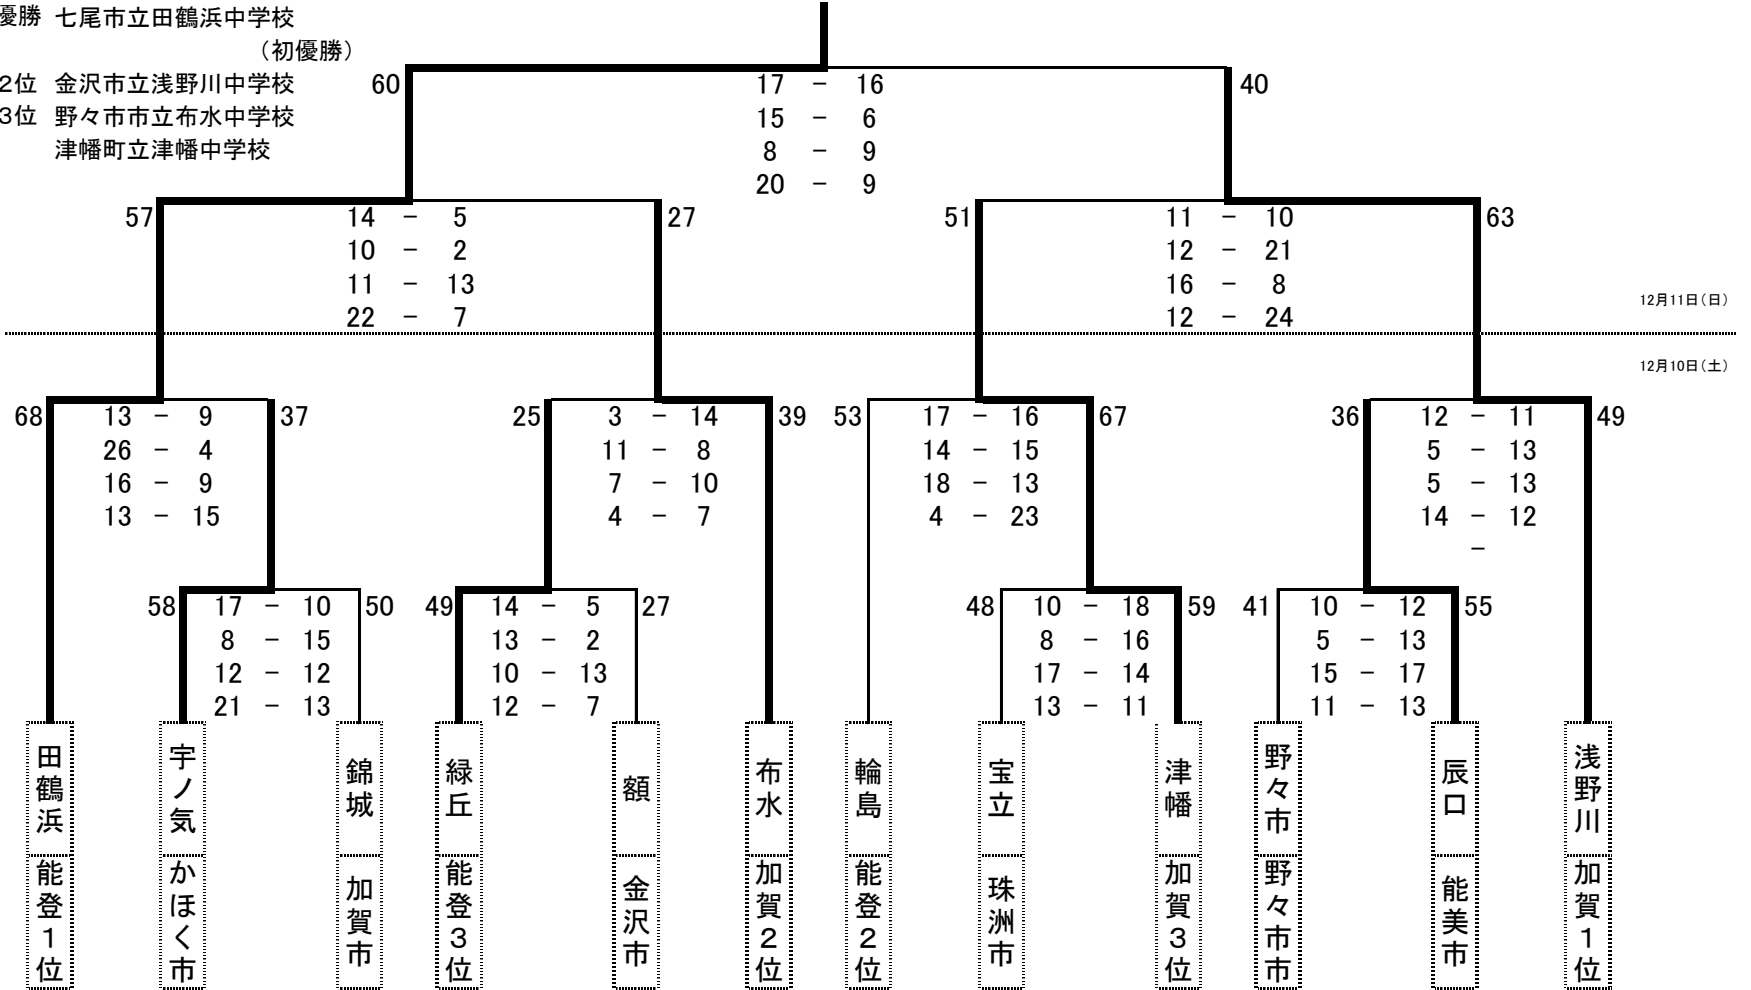 優勝 七尾市立田鶴浜中学校
（初優勝）
2位 金沢市立浅野川中学校
3位 野々市市立布水中学校
津幡町立津幡中学校
60 17 － 16 40
15 － 6
8 － 9
20 － 9
57 14 － 5 27 51 11 － 10 63
10 － 2 12 － 21
11 － 13 16 － 8
22 － 7 12 － 24
12月11日（日）
12月10日（土）
68 13 － 9 37 25 3 － 14 39 53 17 － 16 67 36 12 － 11 49
26 － 4 11 － 8 14 － 15 5 － 13
16 － 9 7 － 10 18 － 13 5 － 13
13 － 15 4 － 7 4 － 23 14 － 12
－
58 17 － 10 50 49 14 － 5 27 48 10 － 18 59 41 10 － 12 55
8 － 15 13 － 2 8 － 16 5 － 13
12 － 12 10 － 13 17 － 14 15 － 17
21 － 13 12 － 7 13 － 11 11 － 13
田鶴浜 宇ノ気 錦城 緑丘 額 布水 輪島 宝立 津幡 野々市 辰口 浅野川
能登１位 かほく市 加賀市 能登３位 金沢市 加賀２位 能登２位 珠洲市 加賀３位 野々市市 能美市 加賀１位